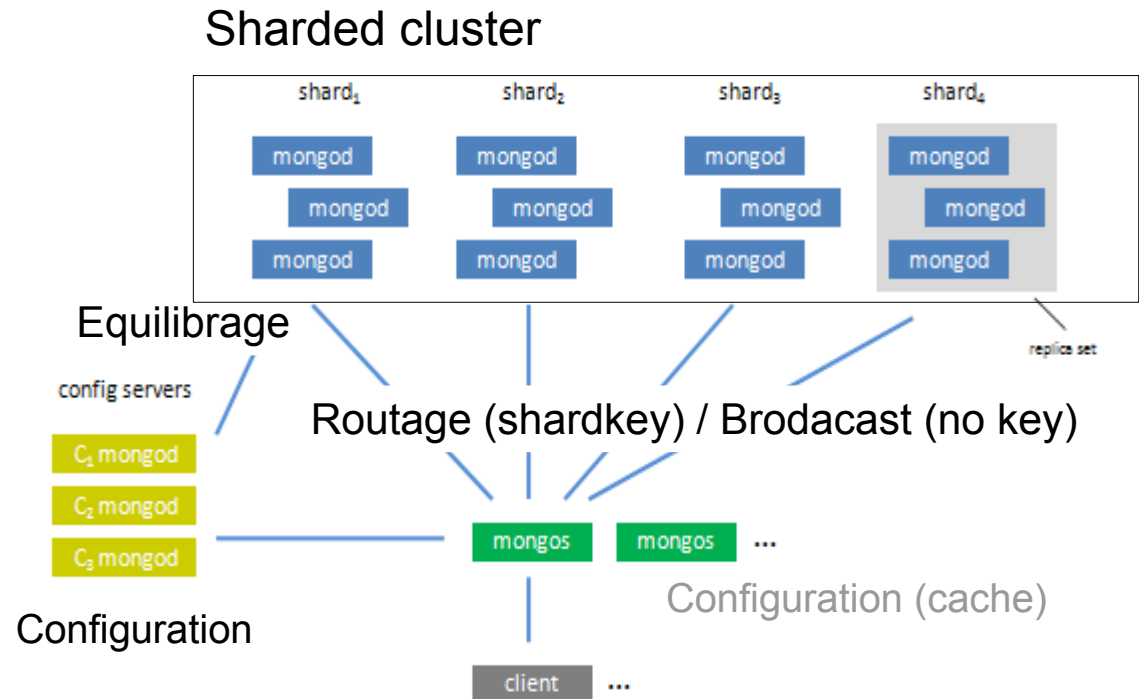 Sharded cluster
shard₁ shard₂ shard₃ shard₄
mongod mongod mongod mongod
mongod mongod mongod mongod
mongod mongod mongod mongod
Equilibrage
replica set
config servers
Routage (shardkey) / Brodacast (no key)
C₁ mongod
C₂ mongod
C₃ mongod
mongos mongos ...
Configuration (cache)
Configuration
client ...